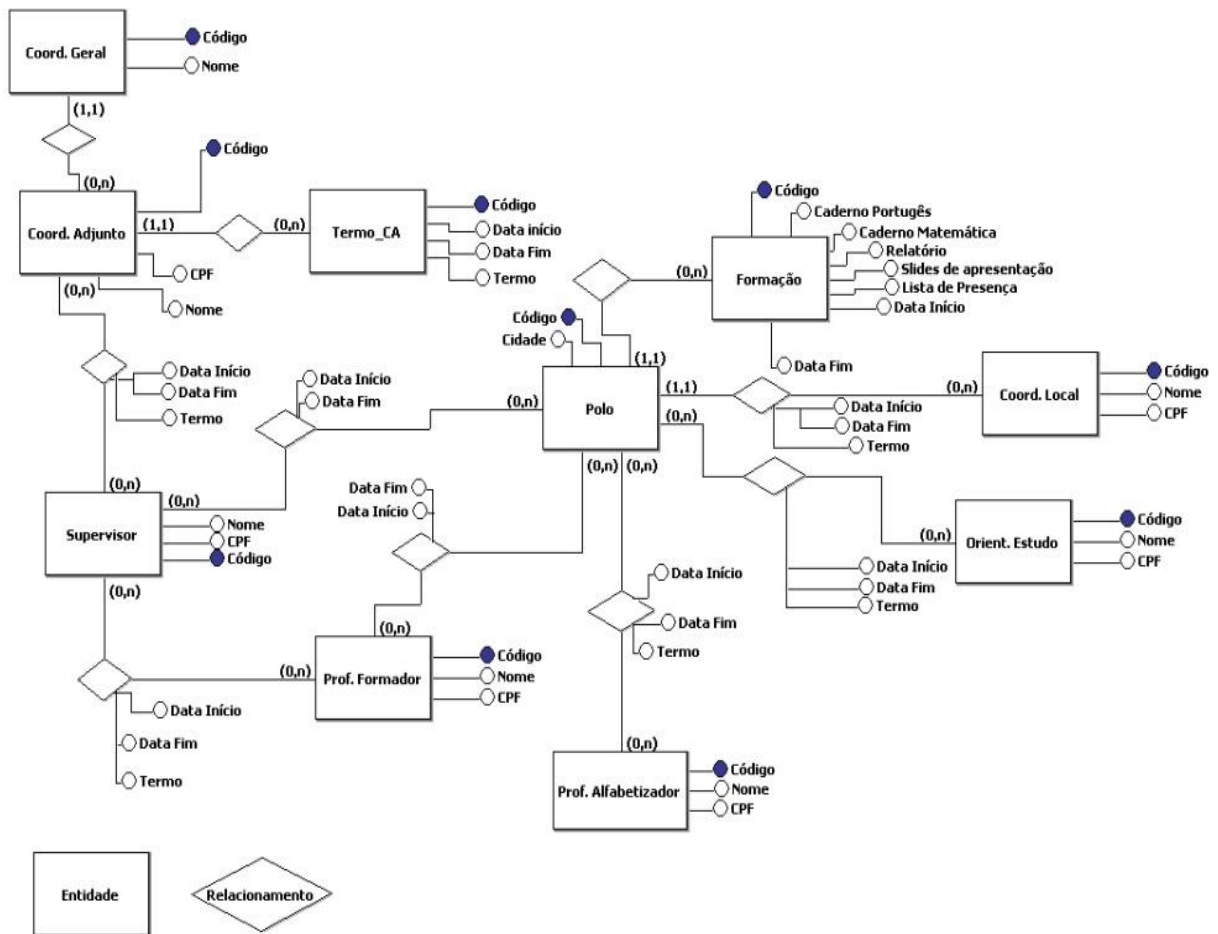 Coord. Geral
Código
Nome
(1,1)
(0,n)
Código
Coord. Adjunto
(1,1)
(0,n)
CPF
Nome
(0,n)
Termo_CA
Código
Data início
Data Fim
Termo
Formação
(0,n)
Código
Caderno Portugês
Caderno Matemática
Relatório
Slides de apresentação
Lista de Presença
Data Início
Data Fim
Código
Cidade
(1,1)
Polo
(0,n)
(1,1)
(0,n)
(0,n)
(0,n)
Data Início
Data Fim
Termo
(0,n)
Coord. Local
Código
Nome
CPF
Data Início
Data Fim
Termo
Data Início
Data Fim
(0,n)
(0,n)
Supervisor
Nome
CPF
Código
(0,n)
Data Fim
Data Início
(0,n)
Orient. Estudo
Código
Nome
CPF
Data Início
Data Fim
Termo
Data Início
Data Fim
Termo
(0,n)
(0,n)
Prof. Formador
Código
Nome
CPF
Data Início
Data Fim
Termo
(0,n)
Prof. Alfabetizador
Código
Nome
CPF
Entidade
Relacionamento